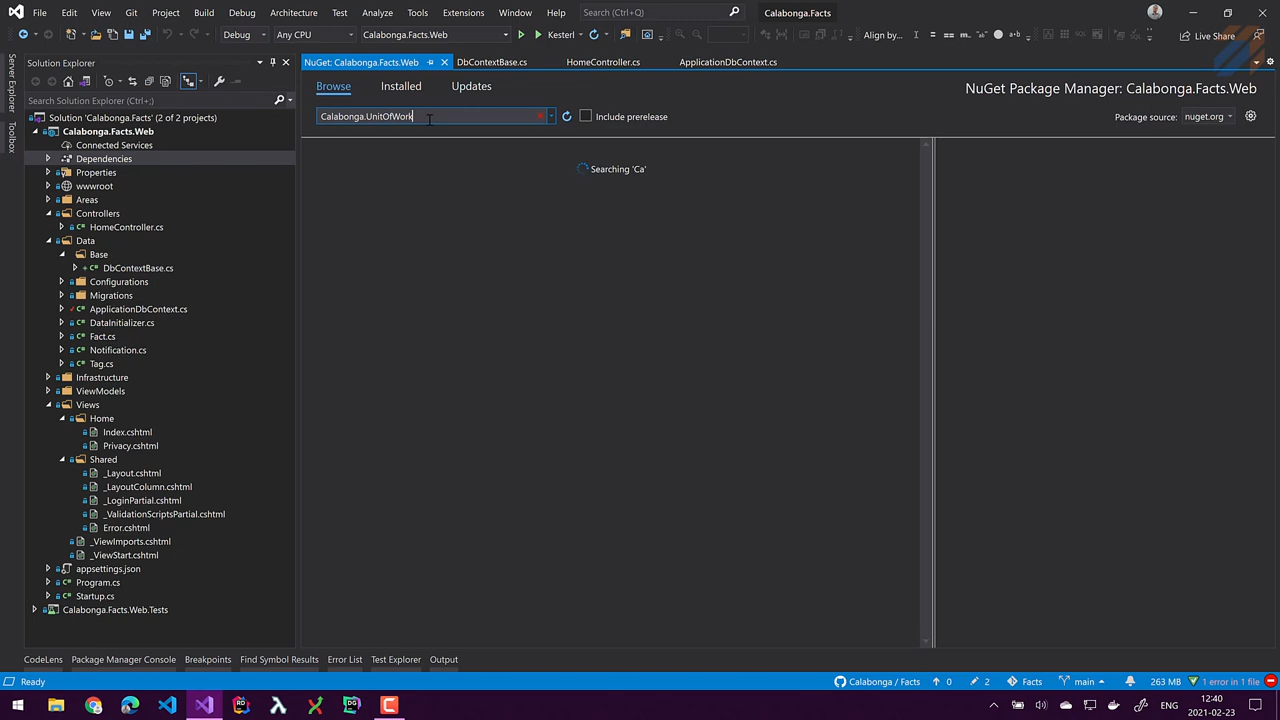 File Edit View Git Project Build Debug Architecture Test Analyze Tools Extensions Window Help Search (Ctrl+Q) Calabonga.Facts
Debug Any CPU Calabonga.Facts.Web Kesterl Align by... Live Share
Server Explorer
Toolbox
Solution Explorer
Search Solution Explorer (Ctrl+;)
Solution 'Calabonga.Facts' (2 of 2 projects)
Calabonga.Facts.Web
Connected Services
Dependencies
Properties
wwwroot
Areas
Controllers
HomeController.cs
Data
Base
DbContextBase.cs
Configurations
Migrations
ApplicationDbContext.cs
DataInitializer.cs
Fact.cs
Notification.cs
Tag.cs
Infrastructure
ViewModels
Views
Home
Index.cshtml
Privacy.cshtml
Shared
_Layout.cshtml
_LayoutColumn.cshtml
_LoginPartial.cshtml
_ValidationScriptsPartial.cshtml
Error.cshtml
_ViewImports.cshtml
_ViewStart.cshtml
appsettings.json
Program.cs
Startup.cs
Calabonga.Facts.Web.Tests
NuGet: Calabonga.Facts.Web DbContextBase.cs HomeController.cs ApplicationDbContext.cs
Browse Installed Updates
NuGet Package Manager: Calabonga.Facts.Web
Calabonga.UnitOfWork Include prerelease
Package source: nuget.org
Searching 'Ca'
CodeLens Package Manager Console Breakpoints Find Symbol Results Error List Test Explorer Output
Ready Calabonga / Facts 0 2 Facts main 263 MB 1 error in 1 file
ENG
12:40
2021-02-23